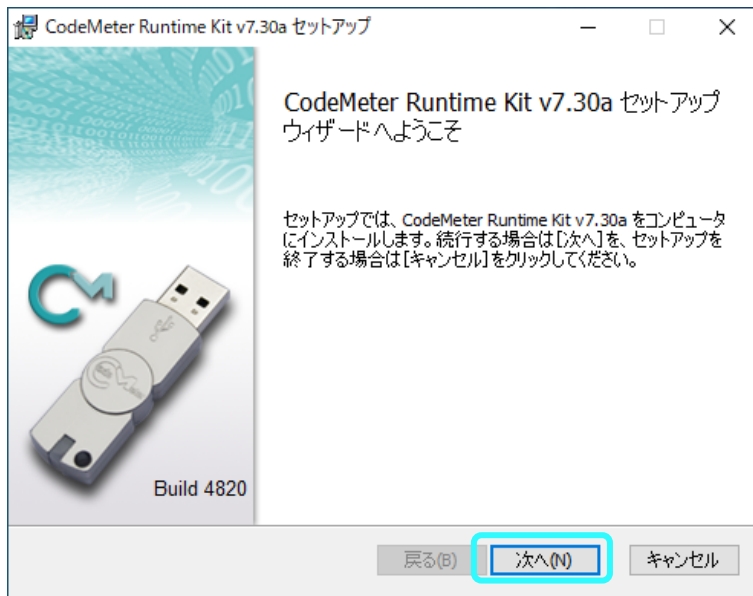 CodeMeter Runtime Kit v7.30a セットアップ
CodeMeter Runtime Kit v7.30a セットアップ
ウィザードへようこそ
セットアップでは、CodeMeter Runtime Kit v7.30a をコンピュータ
にインストールします。続行する場合は[次へ]を、セットアップを
終了する場合は[キャンセル]をクリックしてください。
Build 4820
戻る(B)
次へ(N)
キャンセル